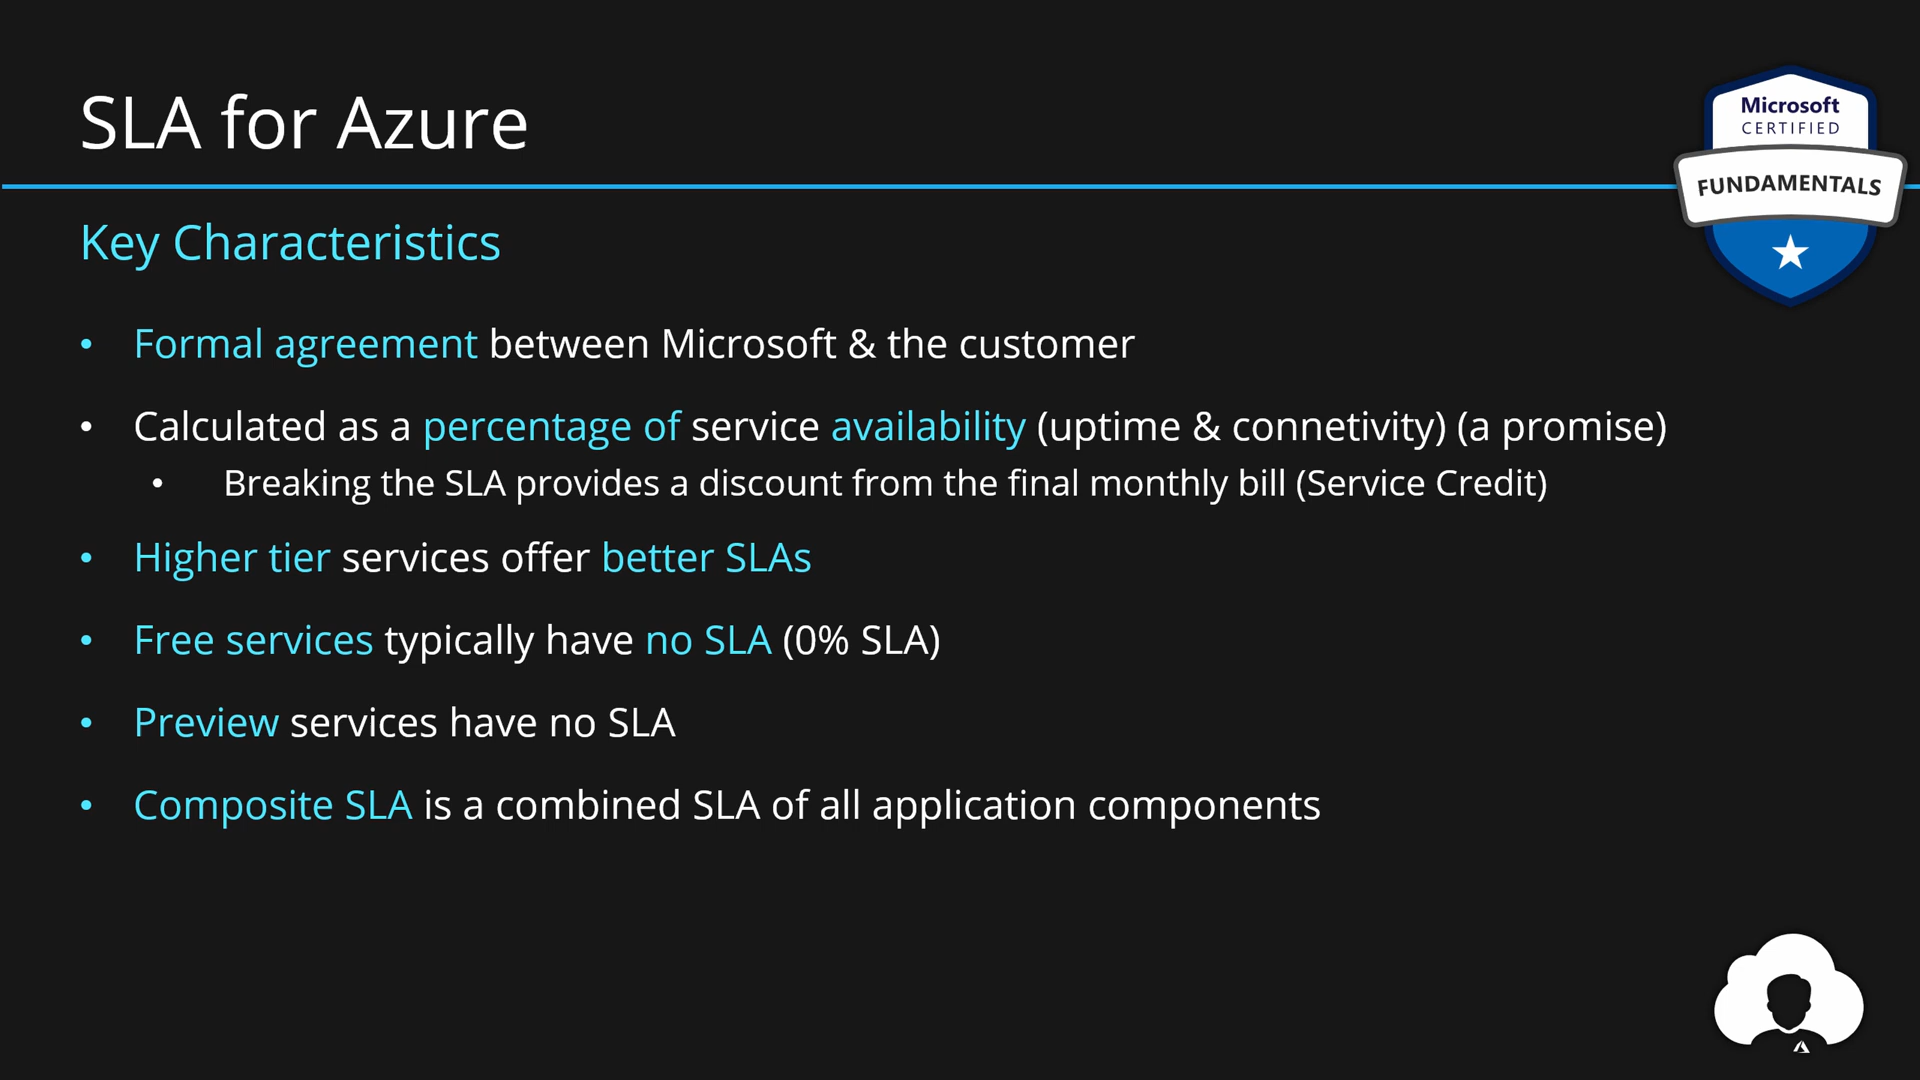 SLA for Azure
Microsoft
CERTIFIED
FUNDAMENTALS
Key Characteristics
• Formal agreement between Microsoft & the customer
• Calculated as a percentage of service availability (uptime & connetivity) (a promise)
• Breaking the SLA provides a discount from the final monthly bill (Service Credit)
• Higher tier services offer better SLAs
• Free services typically have no SLA (0% SLA)
• Preview services have no SLA
• Composite SLA is a combined SLA of all application components